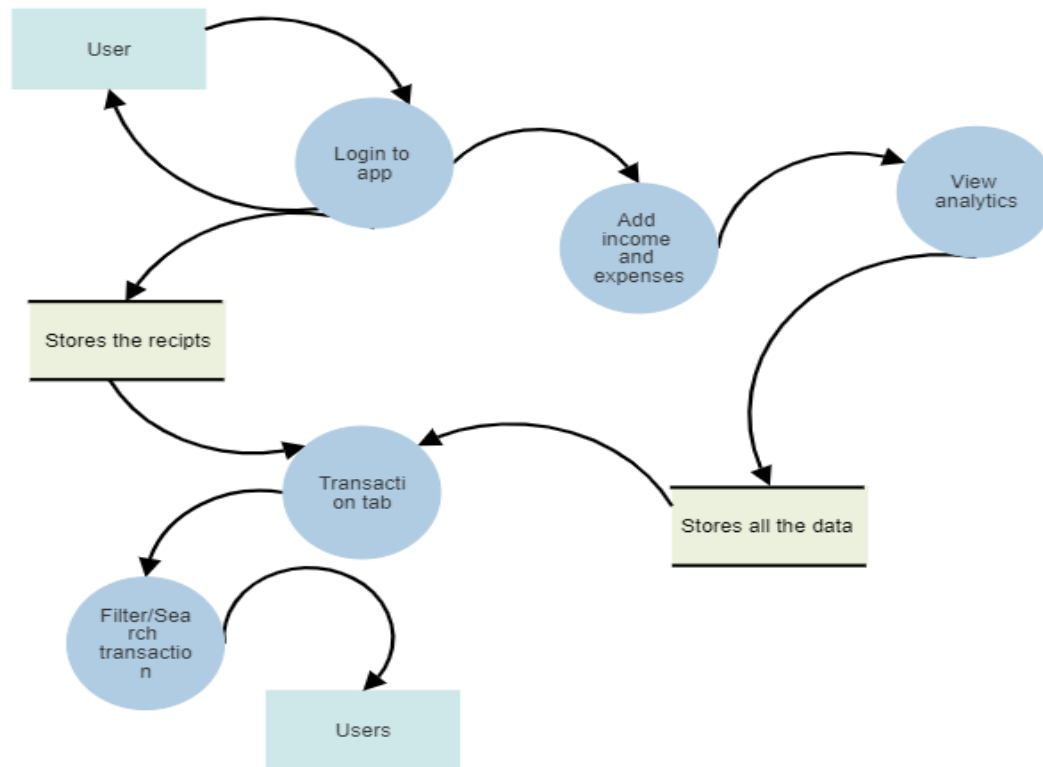 User
Login to
app
Add
income
and
expenses
View
analytics
Stores the recipts
Transacti
on tab
Stores all the data
Filter/Sea
rch
transactio
n
Users